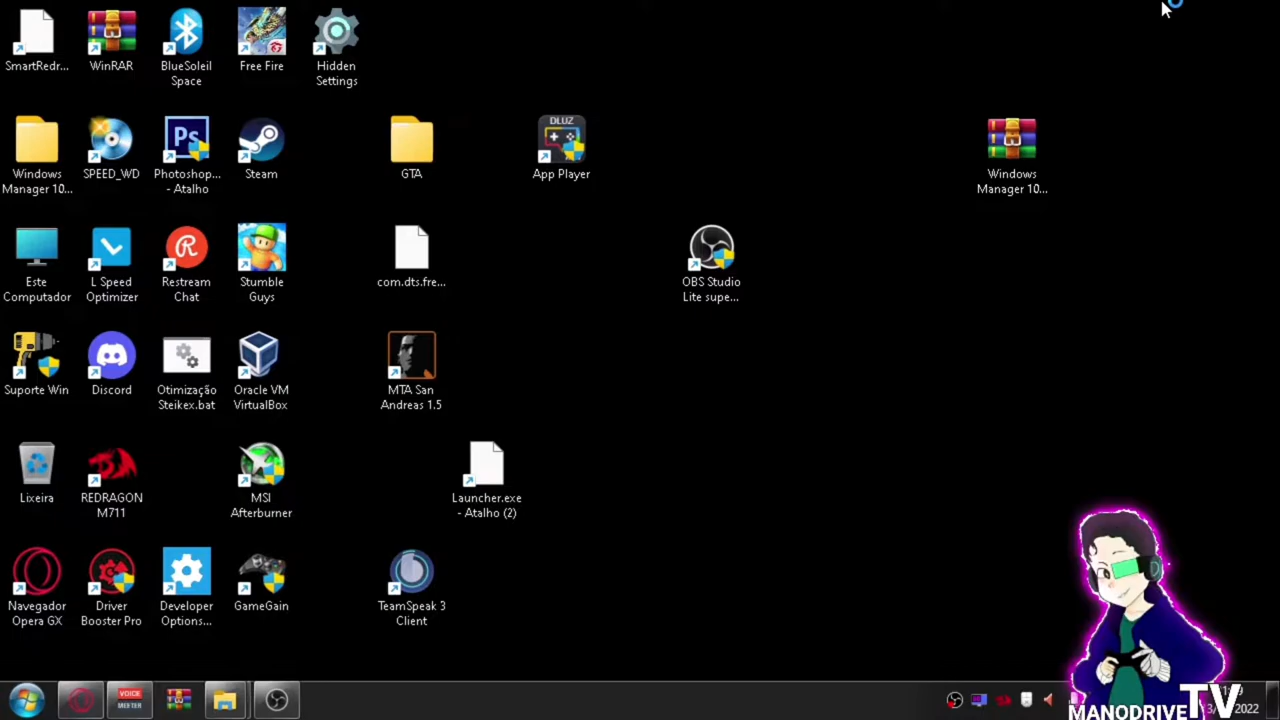 SmartRedr...
WinRAR
BlueSoleil
Space
Free Fire
Hidden
Settings
Windows
Manager 10...
SPEED_WD
Ps
Photoshop...
- Atalho
Steam
GTA
DLUZ
App Player
Windows
Manager 10...
Este
Computador
L Speed
Optimizer
R
Restream
Chat
Stumble
Guys
com.dts.fre...
OBS Studio
Lite supe...
Suporte Win
Discord
Otimização
Steikex.bat
Oracle VM
VirtualBox
MTA San
Andreas 1.5
Lixeira
REDRAGON
M711
MSI
Afterburner
Launcher.exe
- Atalho (2)
Navegador
Opera GX
Driver
Booster Pro
Developer
Options...
GameGain
TeamSpeak 3
Client
VOICE
MEETER
2022
MANODRIVE TV